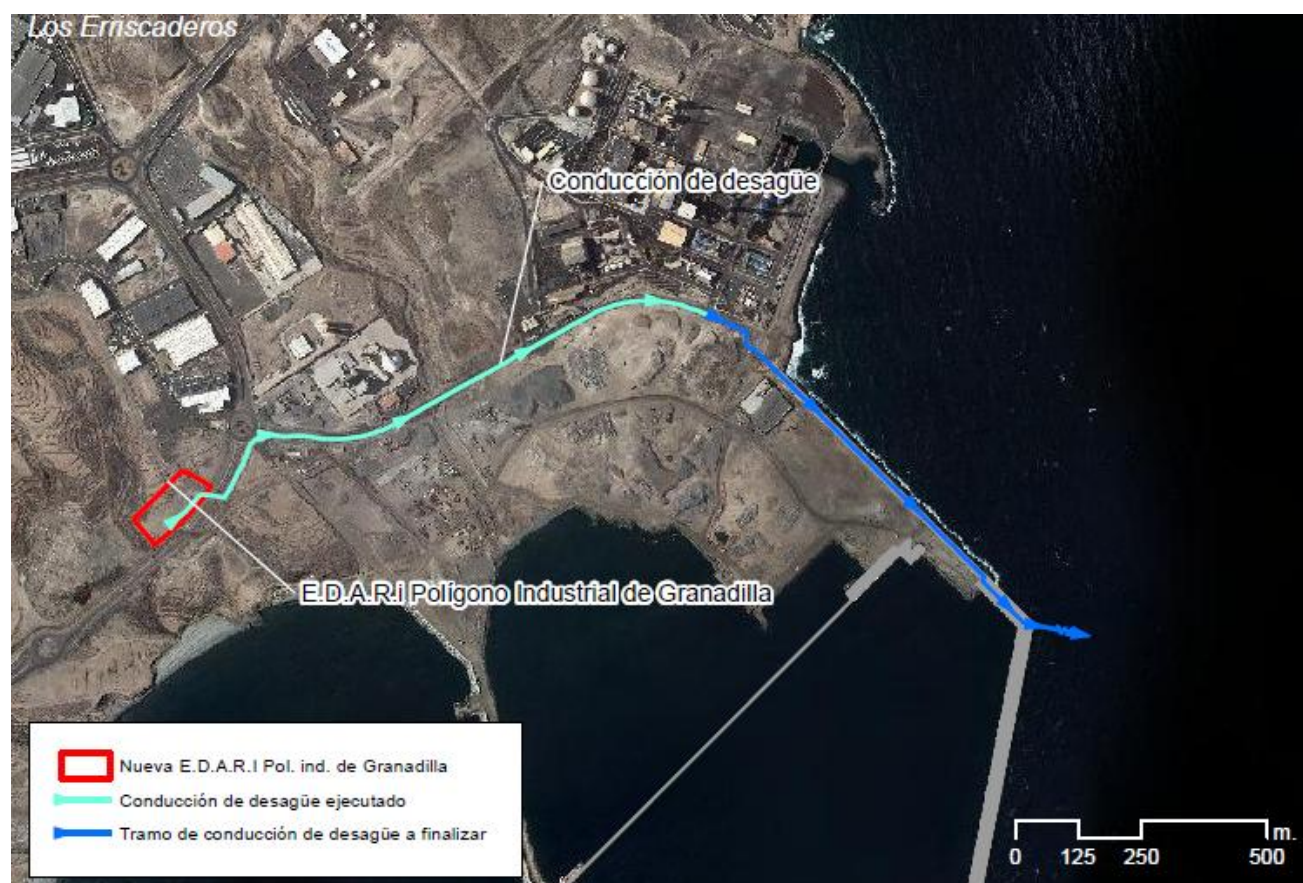 Los Erriscaderos
Conducción de desagüe
E.D.A.R.I Polígono Industrial de Granadilla
Nueva E.D.A.R.I Pol. ind. de Granadilla
Conducción de desagüe ejecutado
Tramo de conducción de desagüe a finalizar
m.
0 125 250 500